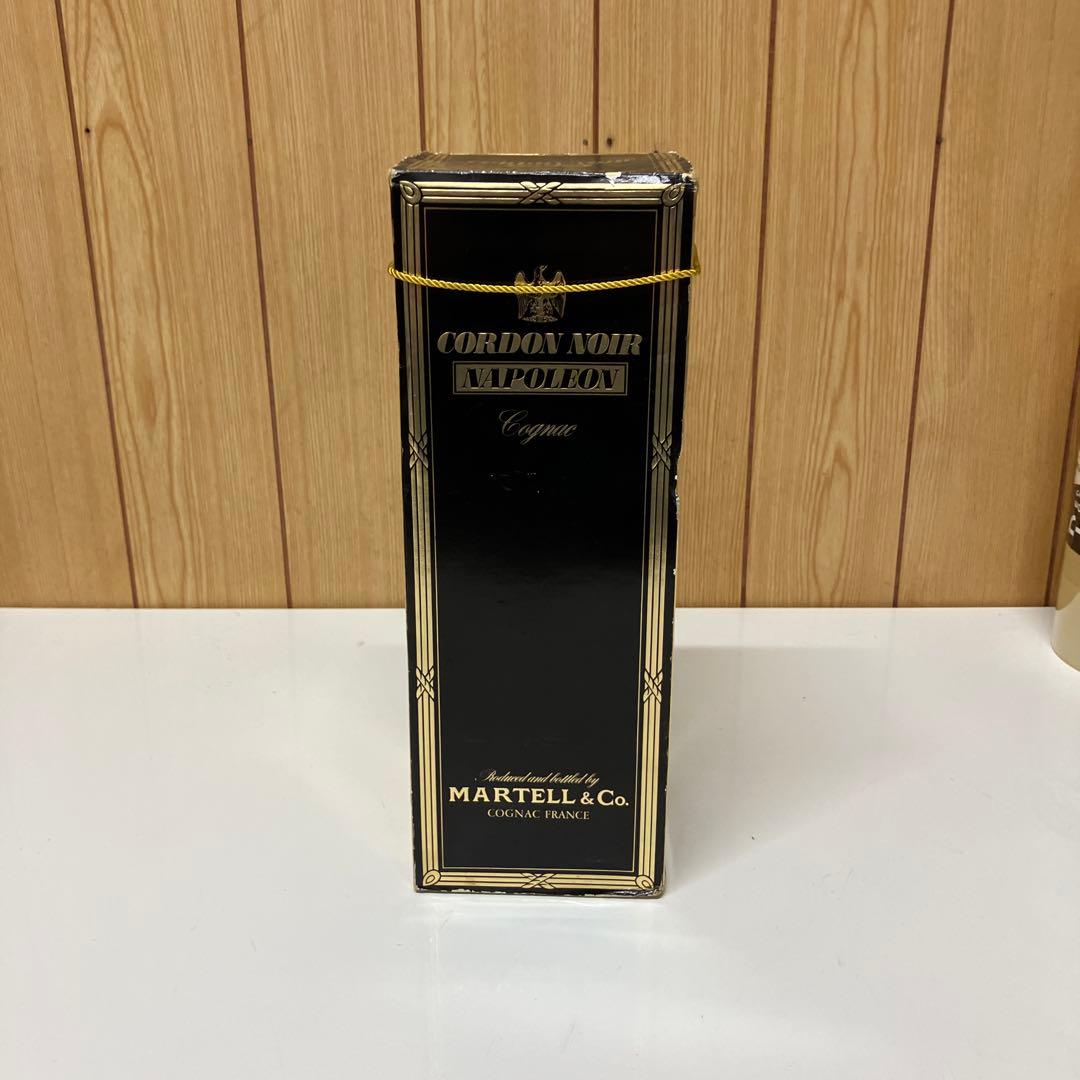 CORDON NOIR
NAPOLEON
Cognac
Produced and bottled by
MARTELL & Co.
COGNAC FRANCE